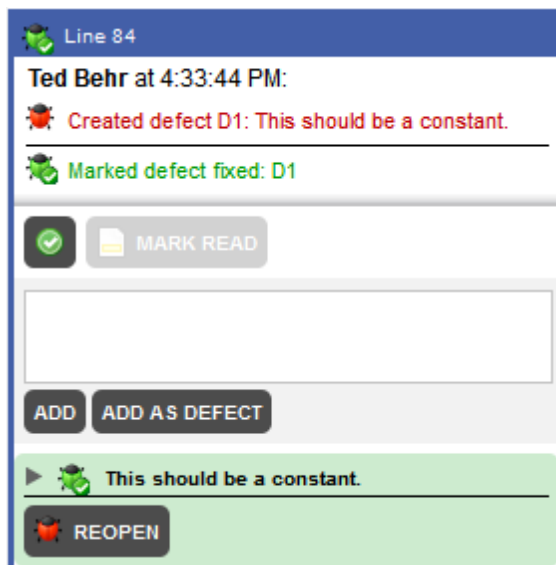 Line 84
Ted Behr at 4:33:44 PM:
Created defect D1: This should be a constant.
Marked defect fixed: D1
MARK READ
ADD ADD AS DEFECT
This should be a constant.
REOPEN